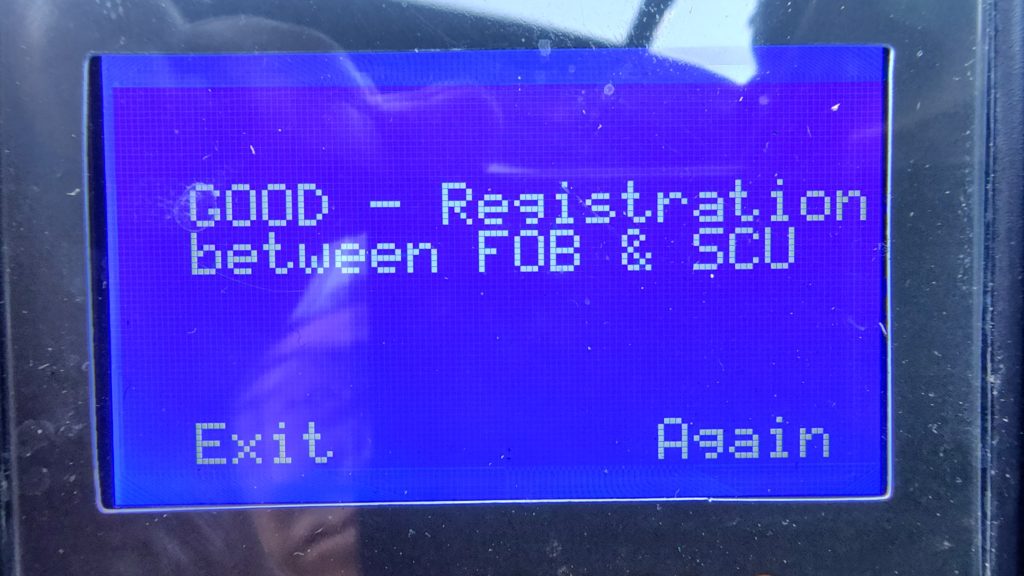 GOOD - Registration
between FOB & SCU
Exit Again